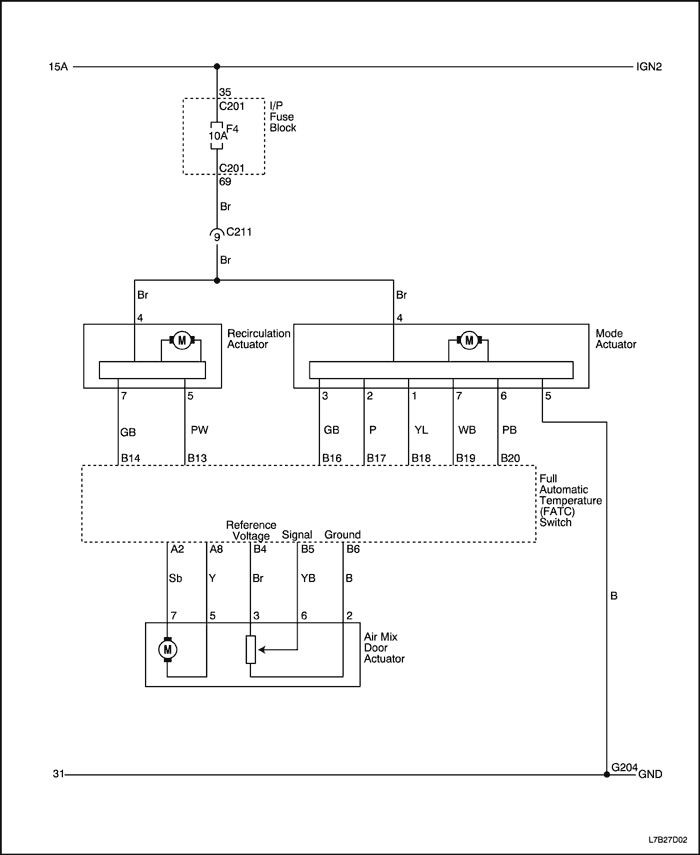 15A IGN2
35
C201 I/P
Fuse
Block
F4
10A
C201
69
Br
9 C211
Br
Br Br
4 4
M Recirculation
Actuator
M Mode
Actuator
7 5 3 2 1 7 6 5
GB PW GB P YL WB PB
B14 B13 B16 B17 B18 B19 B20
Full
Automatic
Temperature
(FATC)
Switch
Reference
Voltage Signal Ground
A2 A8 B4 B5 B6
Sb Y Br YB B
B
7 5 3 6 2
M Air Mix
Door
Actuator
31 G204 GND
L7B27D02